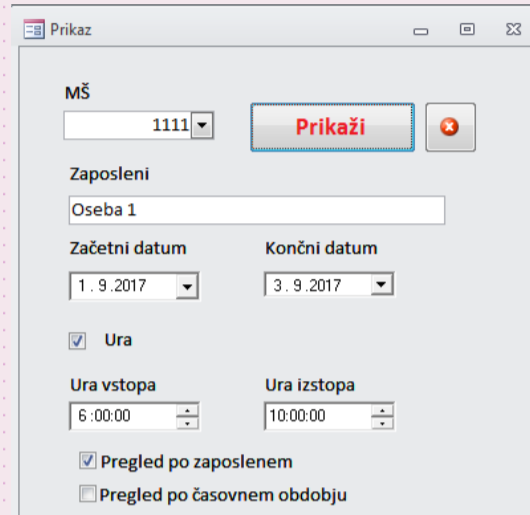 Prikaz
MŠ
1111
Prikaži
Zaposleni
Oseba 1
Začetni datum Končni datum
1 . 9 .2017 3 . 9 .2017
Ura
Ura vstopa Ura izstopa
6 :00:00 10:00:00
Pregled po zaposlenem
Pregled po časovnem obdobju